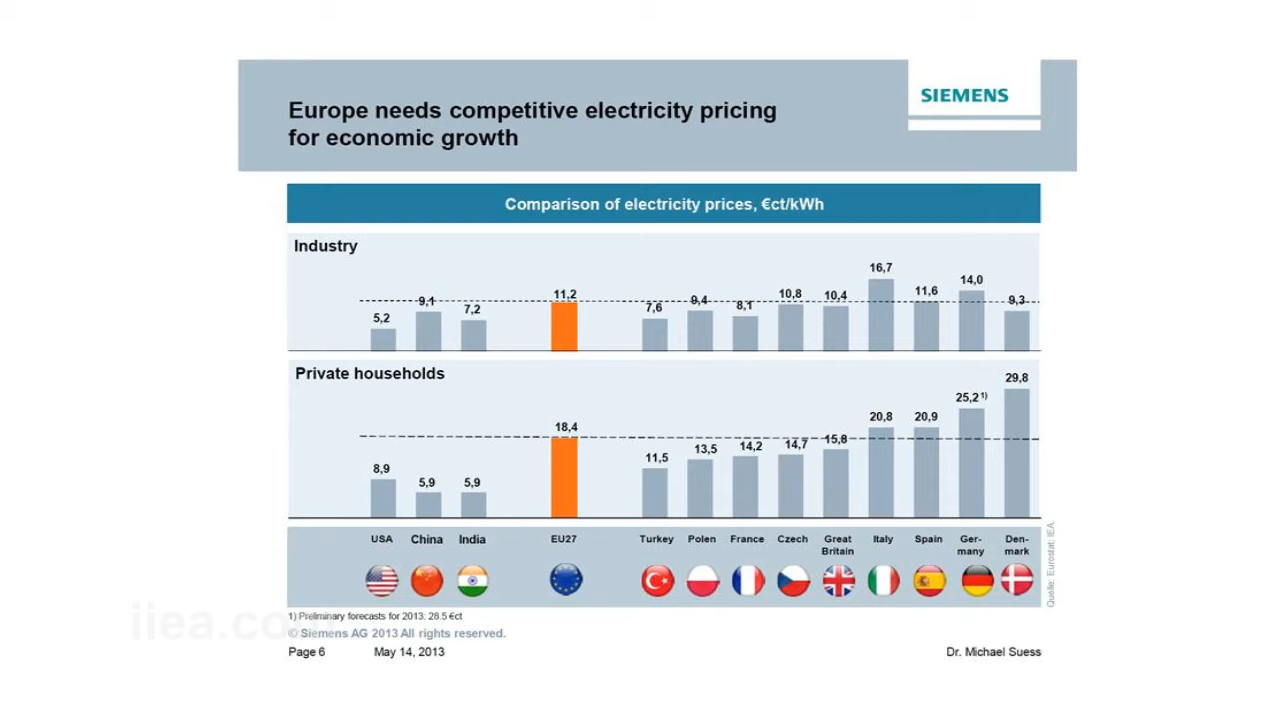 SIEMENS
Europe needs competitive electricity pricing
for economic growth
Comparison of electricity prices, €ct/kWh
Industry
5,2
9,1
7,2
11,2
7,6
9,4
8,1
10,8
10,4
16,7
11,6
14,0
9,3
Private households
8,9
5,9
5,9
18,4
11,5
13,5
14,2
14,7
15,8
20,8
20,9
25,2 1)
29,8
USA
China
India
EU27
Turkey
Polen
France
Czech
Great
Britain
Italy
Spain
Ger-
many
Den-
mark
Quelle: Eurostat; IEA
1) Preliminary forecasts for 2013: 28.5 €ct
iiea.com
© Siemens AG 2013 All rights reserved.
Page 6
May 14, 2013
Dr. Michael Suess